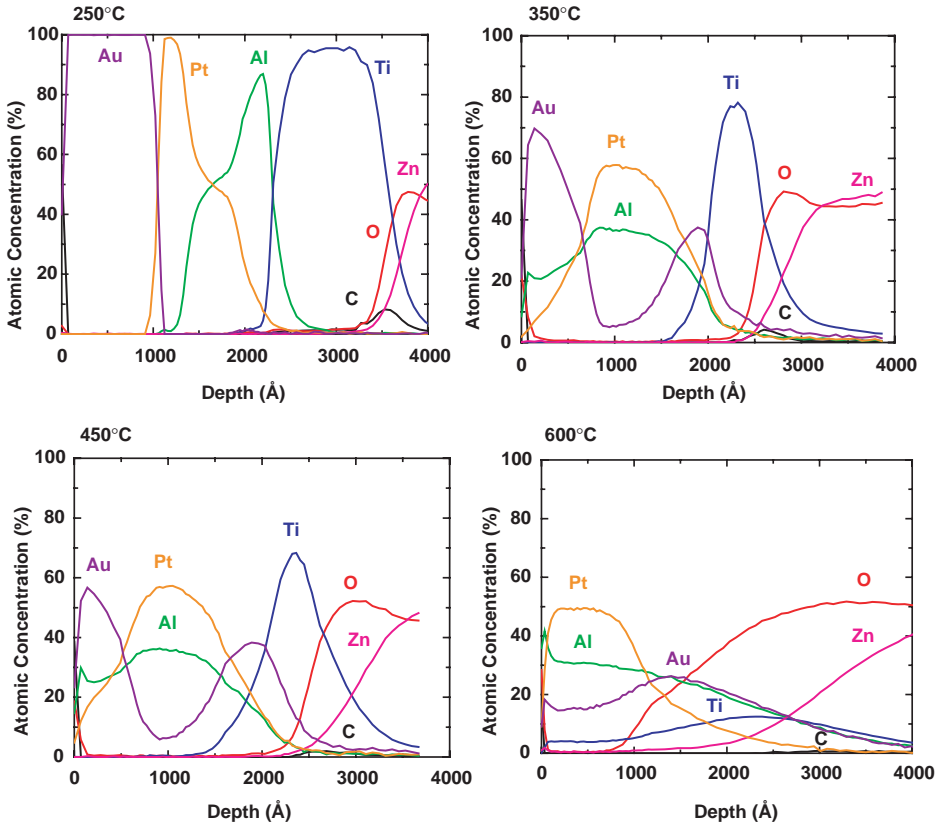 250°C
100
80
60
40
20
0
Atomic Concentration (%)
Au
Pt
Al
Ti
Zn
O
C
0 1000 2000 3000 4000
Depth (Å)
350°C
100
80
60
40
20
0
Atomic Concentration (%)
Au
Pt
Al
Ti
O
Zn
C
0 1000 2000 3000 4000
Depth (Å)
450°C
100
80
60
40
20
0
Atomic Concentration (%)
Au
Pt
Al
Ti
O
Zn
C
0 1000 2000 3000 4000
Depth (Å)
600°C
100
80
60
40
20
0
Atomic Concentration (%)
Pt
Al
Au
Ti
O
Zn
C
0 1000 2000 3000 4000
Depth (Å)